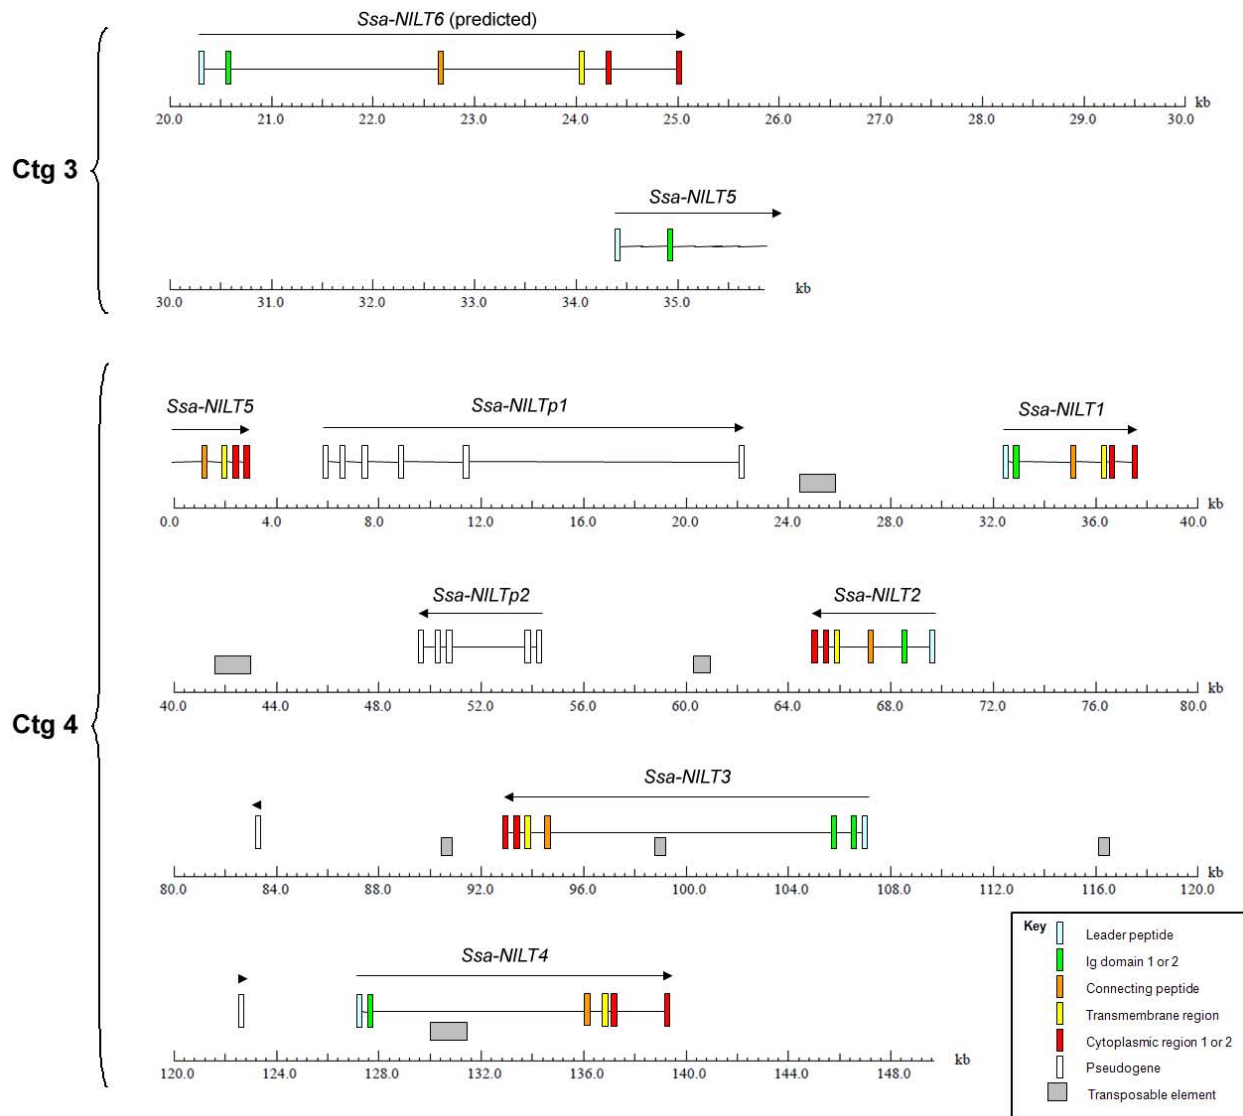 Ssa-NILT6 (predicted)
kb
20.0 21.0 22.0 23.0 24.0 25.0 26.0 27.0 28.0 29.0 30.0
Ctg 3
Ssa-NILT5
kb
30.0 31.0 32.0 33.0 34.0 35.0
Ssa-NILT5 Ssa-NILTp1 Ssa-NILT1
kb
0.0 4.0 8.0 12.0 16.0 20.0 24.0 28.0 32.0 36.0 40.0
Ssa-NILTp2 Ssa-NILT2
kb
40.0 44.0 48.0 52.0 56.0 60.0 64.0 68.0 72.0 76.0 80.0
Ctg 4
Ssa-NILT3
kb
80.0 84.0 88.0 92.0 96.0 100.0 104.0 108.0 112.0 116.0 120.0
Ssa-NILT4
kb
120.0 124.0 128.0 132.0 136.0 140.0 144.0 148.0
Key
Leader peptide
Ig domain 1 or 2
Connecting peptide
Transmembrane region
Cytoplasmic region 1 or 2
Pseudogene
Transposable element